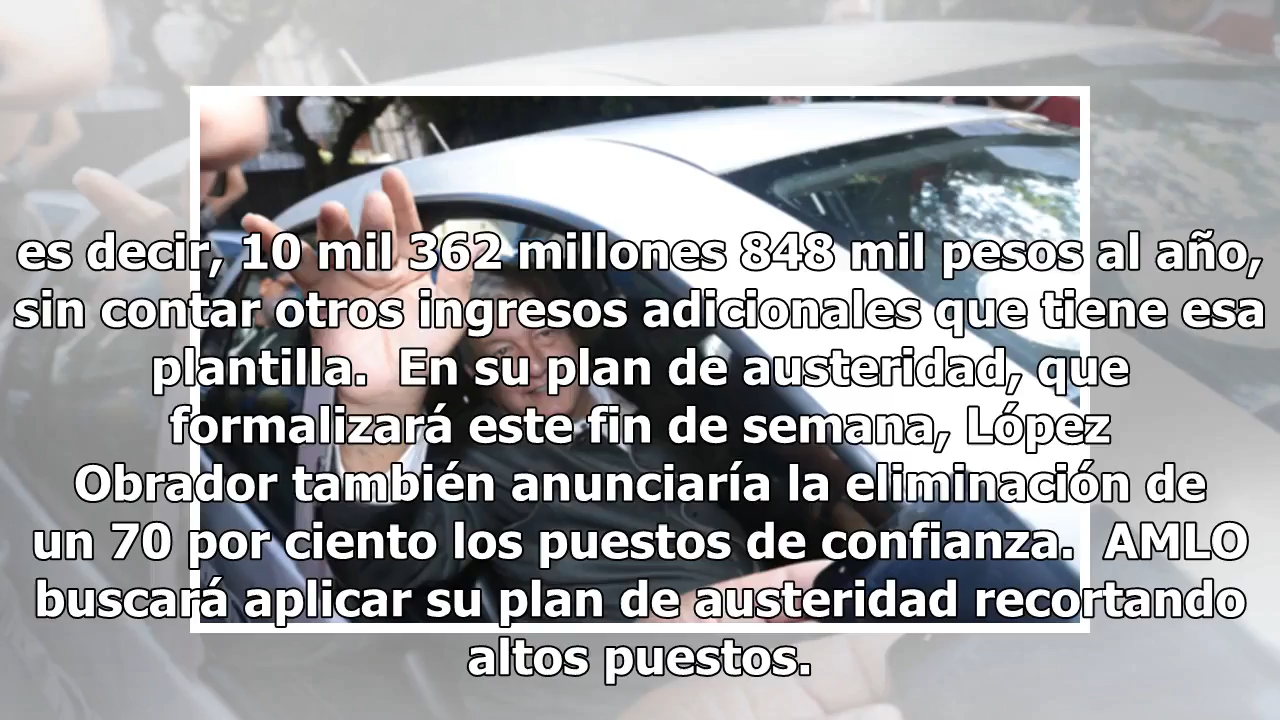 es decir, 10 mil 362 millones 848 mil pesos al año,
sin contar otros ingresos adicionales que tiene esa
plantilla.  En su plan de austeridad, que
formalizará este fin de semana, López
Obrador también anunciaría la eliminación de
un 70 por ciento los puestos de confianza.  AMLO
buscará aplicar su plan de austeridad recortando
altos puestos.